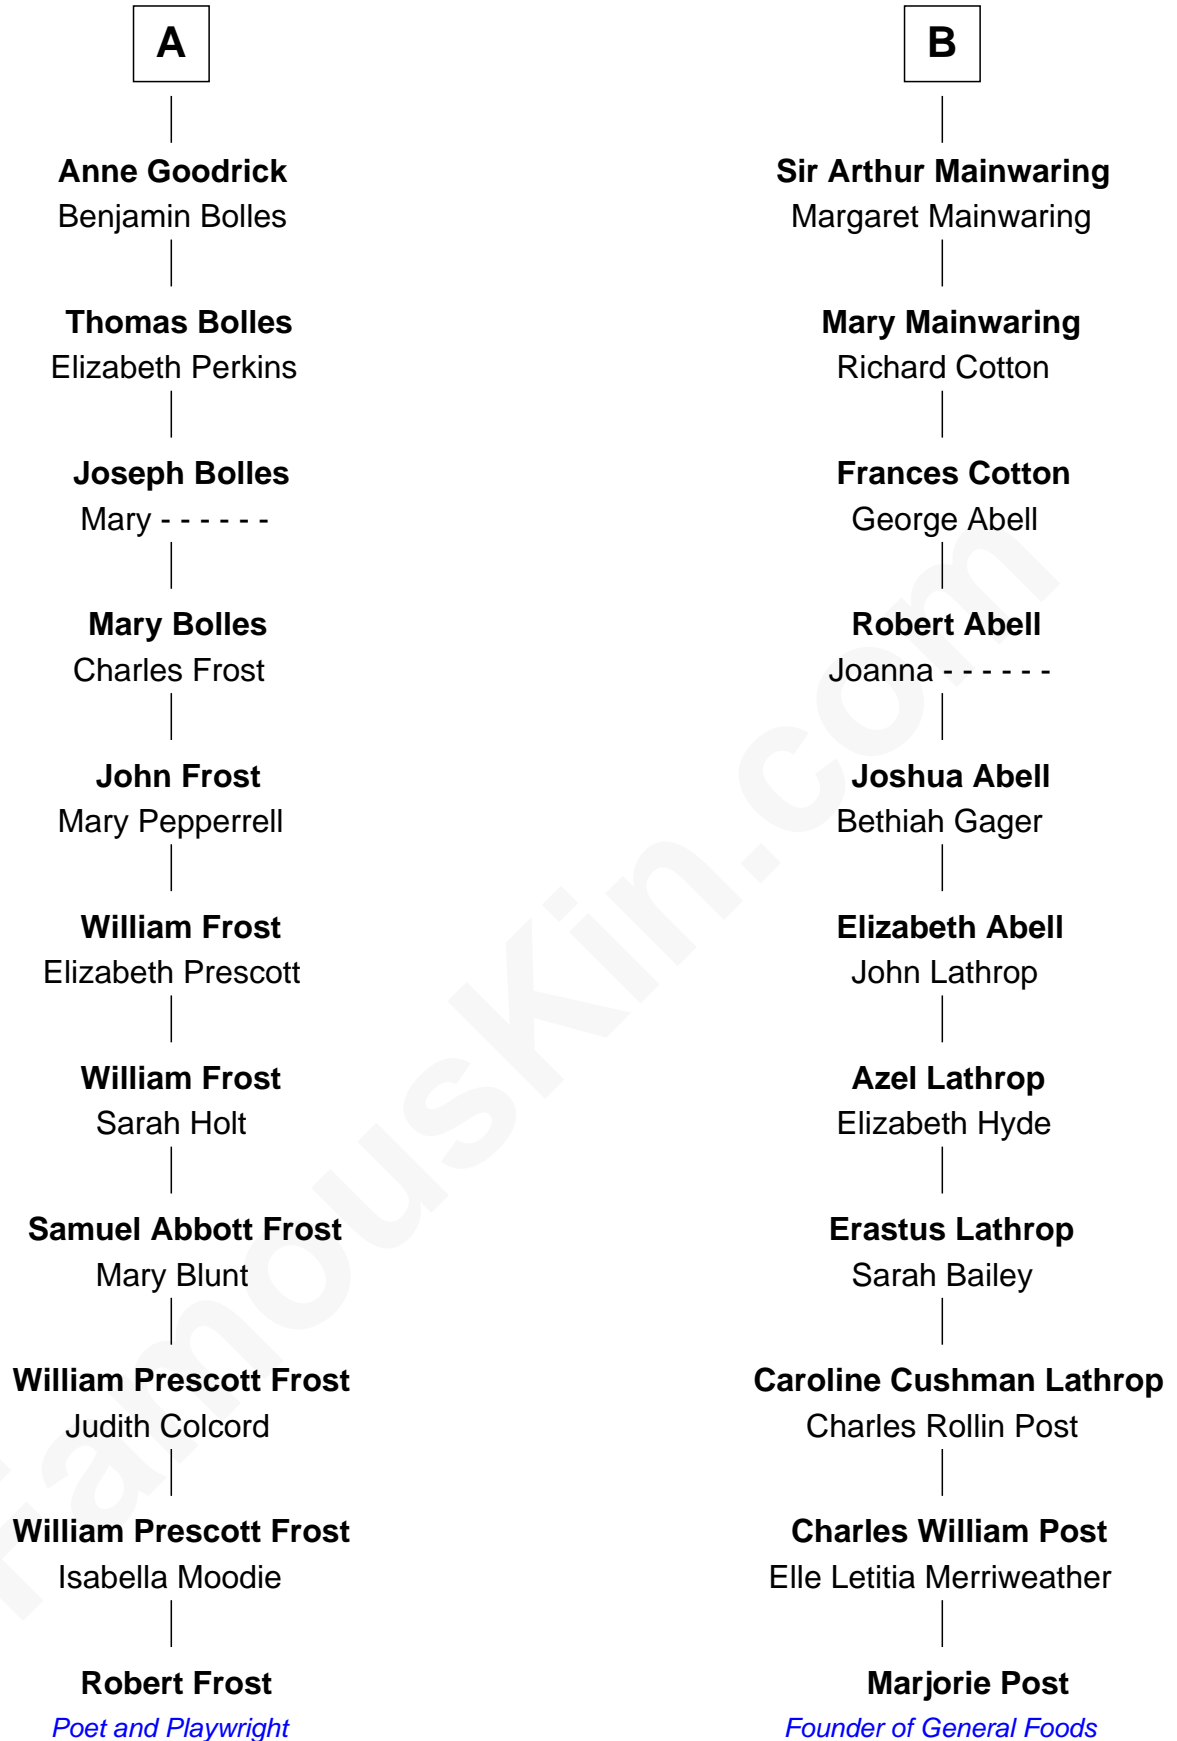 A
Anne Goodrick
Benjamin Bolles
Thomas Bolles
Elizabeth Perkins
Joseph Bolles
Mary - - - - - -
Mary Bolles
Charles Frost
John Frost
Mary Pepperrell
William Frost
Elizabeth Prescott
William Frost
Sarah Holt
Samuel Abbott Frost
Mary Blunt
William Prescott Frost
Judith Colcord
William Prescott Frost
Isabella Moodie
Robert Frost
Poet and Playwright
B
Sir Arthur Mainwaring
Margaret Mainwaring
Mary Mainwaring
Richard Cotton
Frances Cotton
George Abell
Robert Abell
Joanna - - - - - -
Joshua Abell
Bethiah Gager
Elizabeth Abell
John Lathrop
Azel Lathrop
Elizabeth Hyde
Erastus Lathrop
Sarah Bailey
Caroline Cushman Lathrop
Charles Rollin Post
Charles William Post
Elle Letitia Merriweather
Marjorie Post
Founder of General Foods
FamousKin.com